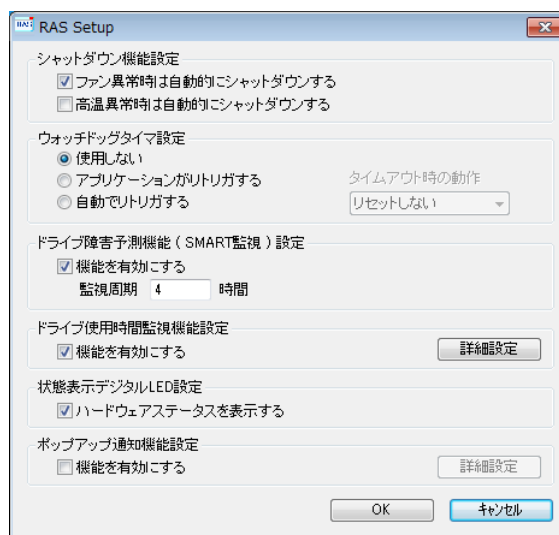 RAS RAS Setup
シャットダウン機能設定
ファン異常時は自動的にシャットダウンする
高温異常時は自動的にシャットダウンする
ウォッチドッグタイマ設定
使用しない
アプリケーションがリトリガする タイムアウト時の動作
自動でリトリガする リセットしない
ドライブ障害予測機能 ( SMART監視 ) 設定
機能を有効にする
監視周期 4 時間
ドライブ使用時間監視機能設定
機能を有効にする 詳細設定
状態表示デジタルLED設定
ハードウェアステータスを表示する
ポップアップ通知機能設定
機能を有効にする 詳細設定
OK キャンセル